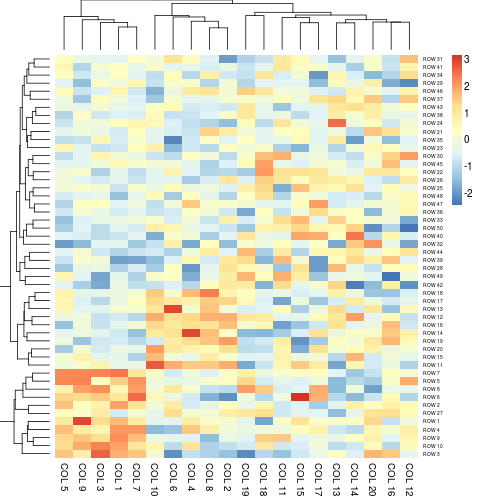 ROW 31
ROW 41
ROW 34
ROW 29
ROW 46
ROW 37
ROW 43
ROW 38
ROW 24
ROW 21
ROW 35
ROW 23
ROW 30
ROW 45
ROW 22
ROW 26
ROW 25
ROW 48
ROW 47
ROW 36
ROW 33
ROW 50
ROW 40
ROW 32
ROW 44
ROW 39
ROW 28
ROW 49
ROW 42
ROW 18
ROW 17
ROW 13
ROW 12
ROW 16
ROW 14
ROW 19
ROW 20
ROW 15
ROW 11
ROW 7
ROW 5
ROW 8
ROW 6
ROW 2
ROW 27
ROW 1
ROW 4
ROW 9
ROW 10
ROW 3
3
2
1
0
-1
-2
COL 5
COL 9
COL 3
COL 1
COL 7
COL 10
COL 6
COL 4
COL 8
COL 2
COL 19
COL 18
COL 11
COL 15
COL 17
COL 13
COL 14
COL 20
COL 16
COL 12